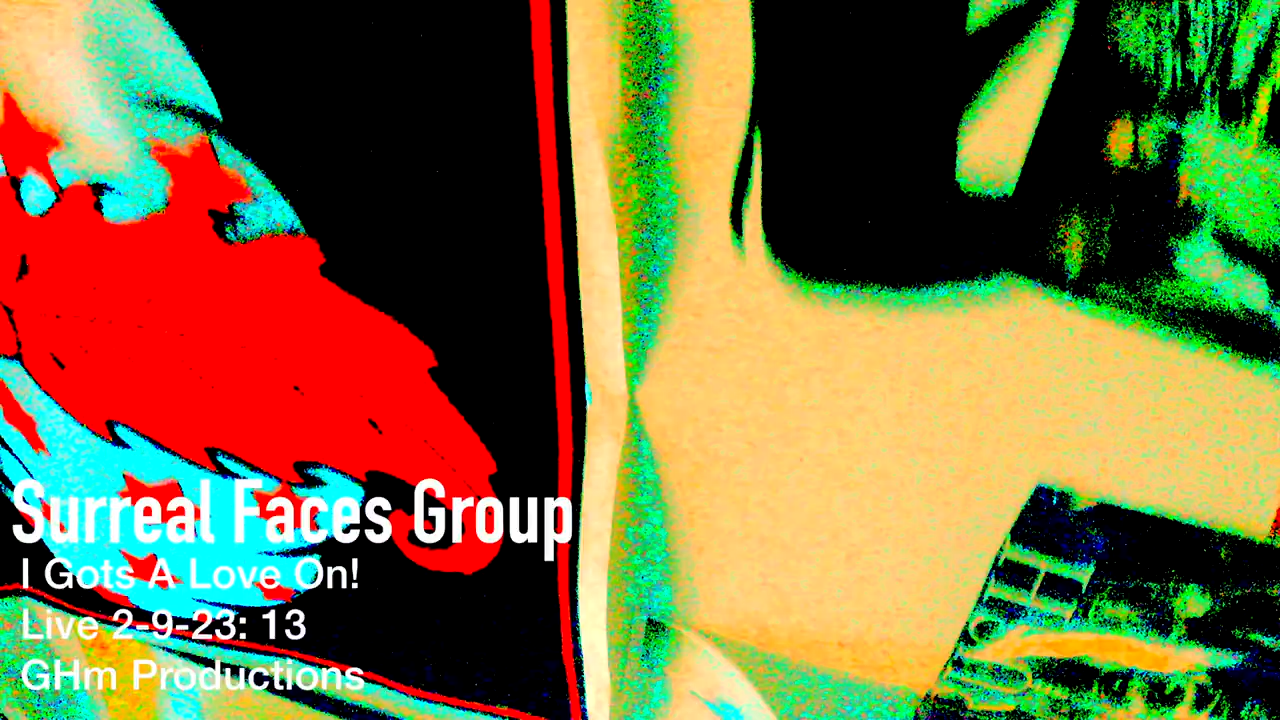 Surreal Faces Group
I Gots A Love On!
Live 2-9-23: 13
GHm Productions